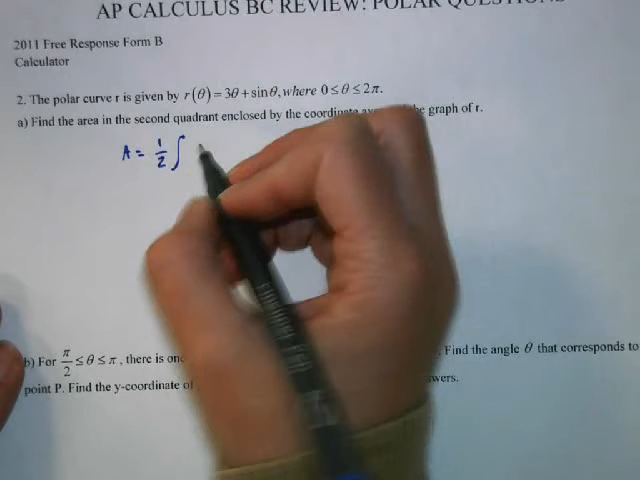 AP CALCULUS BC REVIEW: POLAR QUESTIONS
2011 Free Response Form B
Calculator
2. The polar curve r is given by r(θ) = 3θ + sinθ, where 0 ≤ θ ≤ 2π.
a) Find the area in the second quadrant enclosed by the coordinate the graph of r.
A = 1/2 ∫
b) For π/2 ≤ θ ≤ π, there is one . Find the angle θ that corresponds to
point P. Find the y-coordinate of